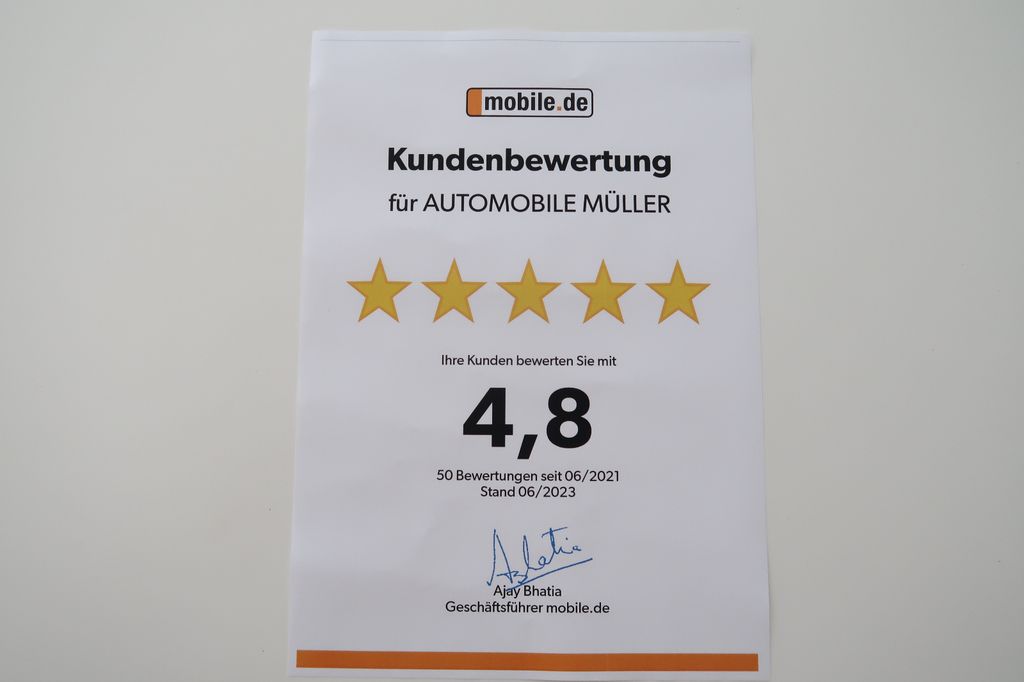 mobile.de
Kundenbewertung
für AUTOMOBILE MÜLLER
Ihre Kunden bewerten Sie mit
4,8
50 Bewertungen seit 06/2021
Stand 06/2023
ABhatia
Ajay Bhatia
Geschäftsführer mobile.de